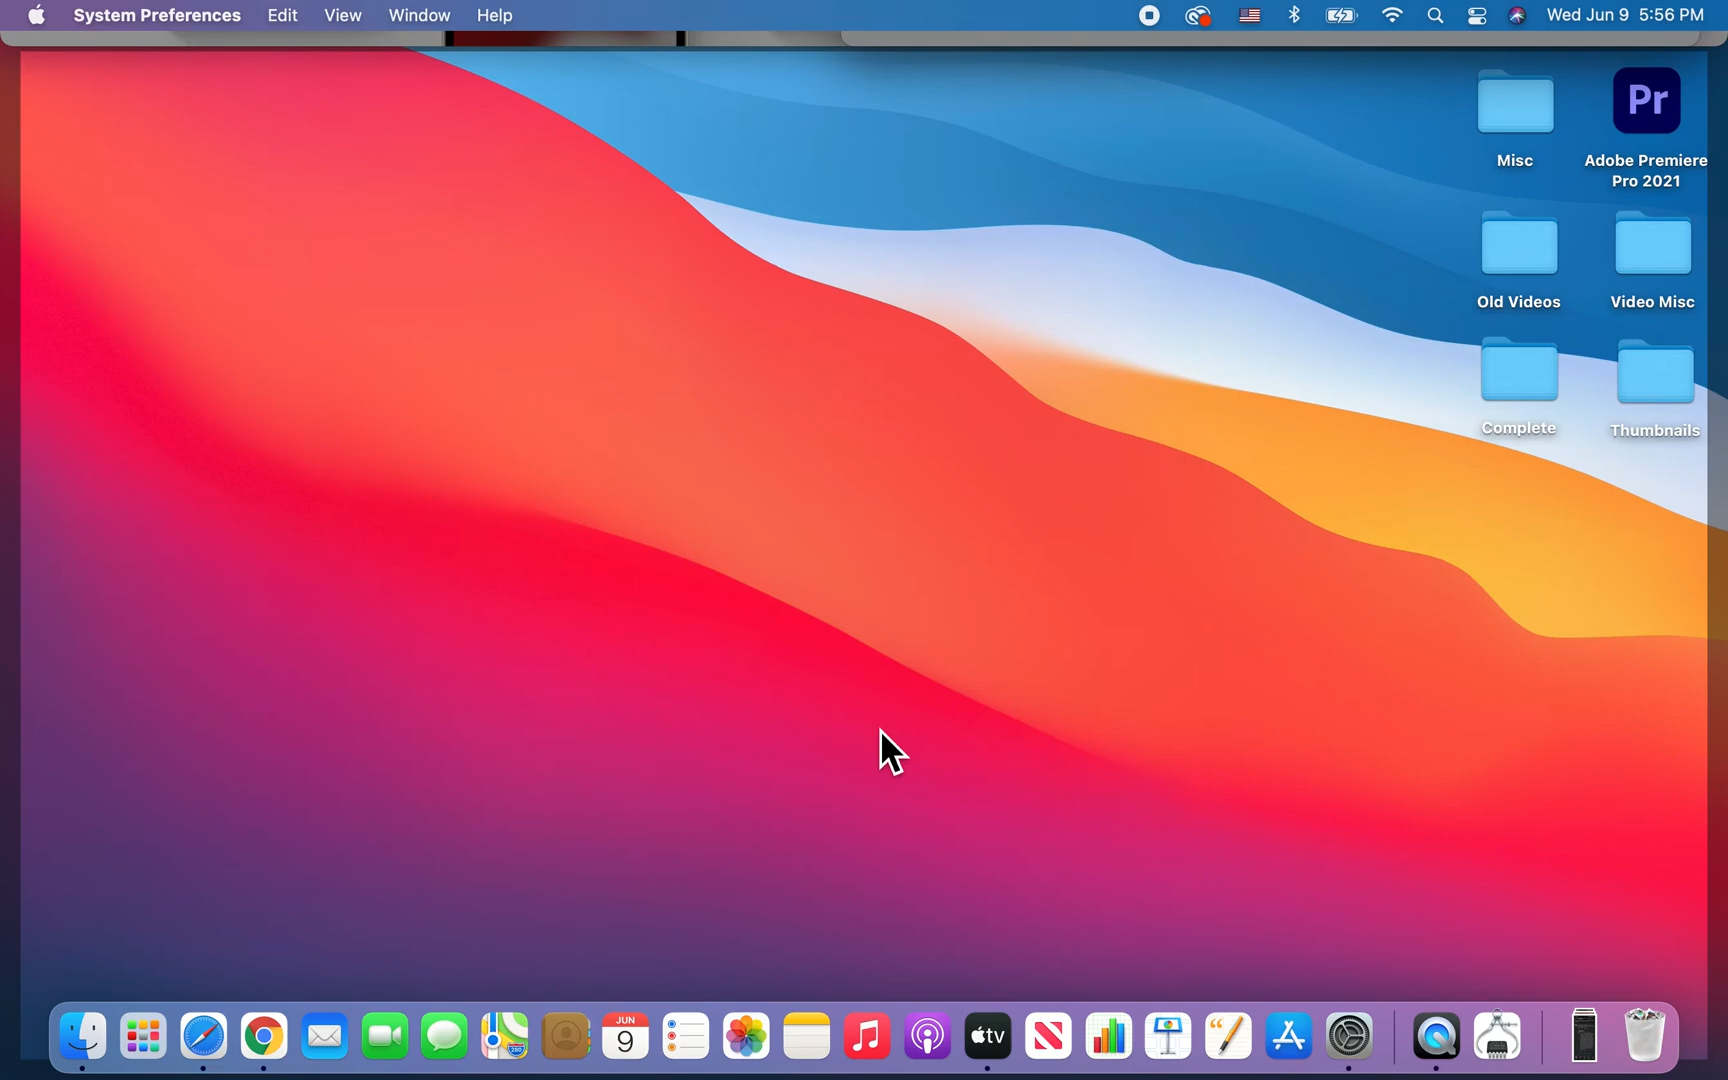 System Preferences Edit View Window Help Wed Jun 9 5:56 PM
Pr
Misc
Adobe Premiere
Pro 2021
Old Videos
Video Misc
Complete
Thumbnails
JUN
9
280
tv